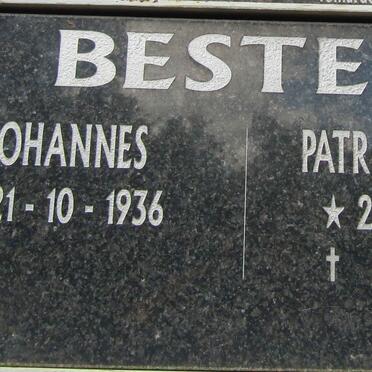 BESTE
OHANNES PATR
21 - 10 - 1936 ★ 2
†